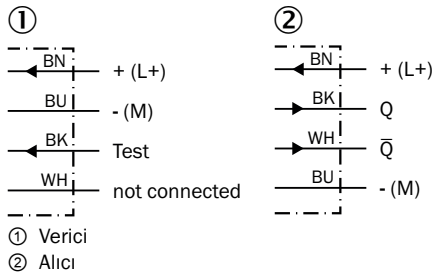 ①
BN + (L+)
BU - (M)
BK Test
WH not connected
②
BN + (L+)
BK Q
WH Q̅
BU - (M)
① Verici
② Alıcı